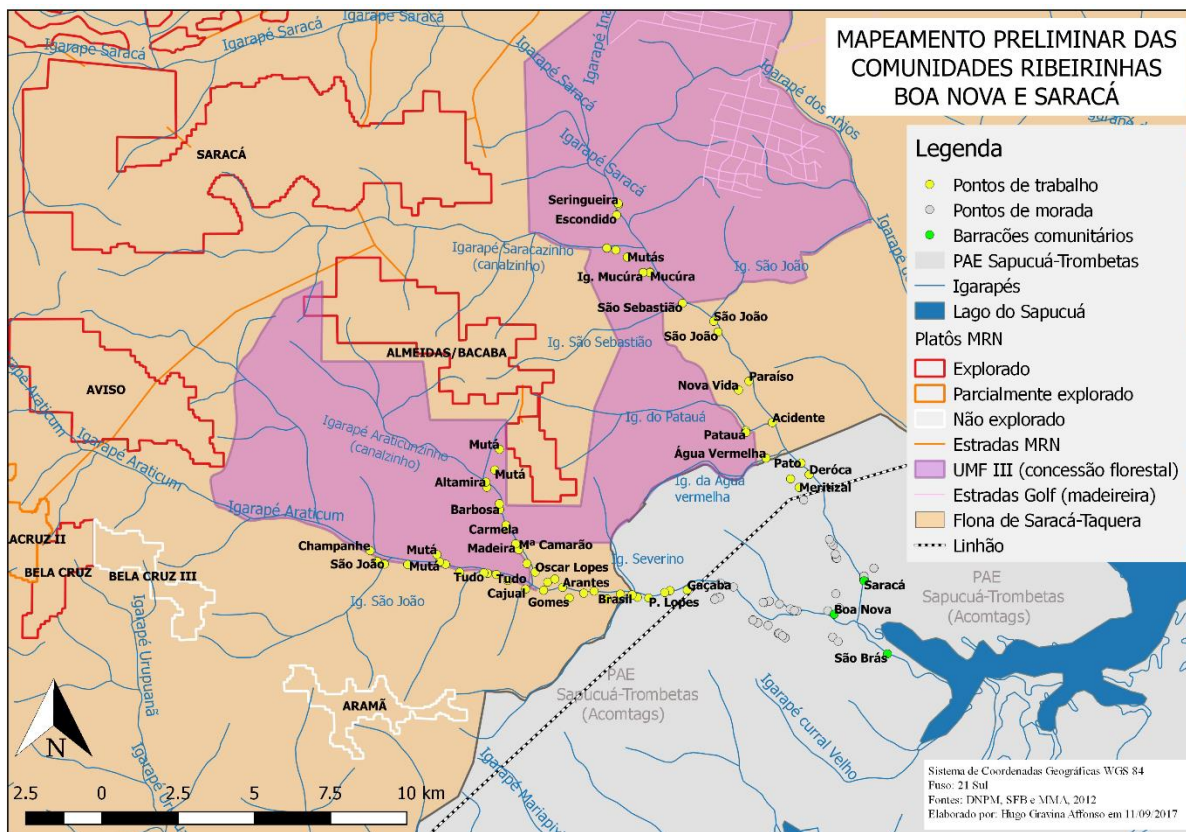 MAPEAMENTO PRELIMINAR DAS
COMUNIDADES RIBEIRINHAS
BOA NOVA E SARACÁ
Legenda
Pontos de trabalho
Pontos de morada
Barracões comunitários
PAE Sapucuá-Trombetas
Igarapés
Lago do Sapucuá
Platôs MRN
Explorado
Parcialmente explorado
Não explorado
Estradas MRN
UMF III (concessão florestal)
Estradas Golf (madeireira)
Flona de Saracá-Taquera
Linhão
Igarapé Saracá
Igarapé Saracá
Igarapé Saracá
Igarapé Saracá
Igarapé Saracá
Igarapé dos Anjos
SARACÁ
Seringueira
Escondido
Igarapé Saracazinho
(canalzinho)
Mutás
Ig. Mucúra
Mucúra
Ig. São João
São Sebastião
São João
São João
Ig. São Sebastião
ALMEIDAS/BACABA
AVISO
Nova Vida
Paraíso
Ig. do Patauá
Acidente
Patauá
Água Vermelha
Pato
Deróca
Meritizal
Ig. da Água
vermelha
Igarapé Araticum
Igarapé Araticunzinho
(canalzinho)
Igarapé Araticum
Mutá
Mutá
Altamira
Barbosa
Carmela
Mª Camarão
Madeira
Champanhe
São João
Mutá
Mutá
Tudo
Tudo
Cajual
Oscar Lopes
Arantes
Gomes
Brasil
P. Lopes
Geçaba
Ig. Severino
Ig. São João
ACRUZ II
BELA CRUZ
BELA CRUZ III
Igarapé Urupuanã
ARAMÃ
Saracá
Boa Nova
São Brás
PAE
Sapucuá-Trombetas
(Acomtags)
PAE
Sapucuá-Trombetas
(Acomtags)
Igarapé curral Velho
N
2.5 0 2.5 5 7.5 10 km
Sistema de Coordenadas Geográficas WGS 84
Fuso: 21 Sul
Fontes: DNPM, SFB e MMA, 2012
Elaborado por: Hugo Gravina Affonso em 11/09/2017